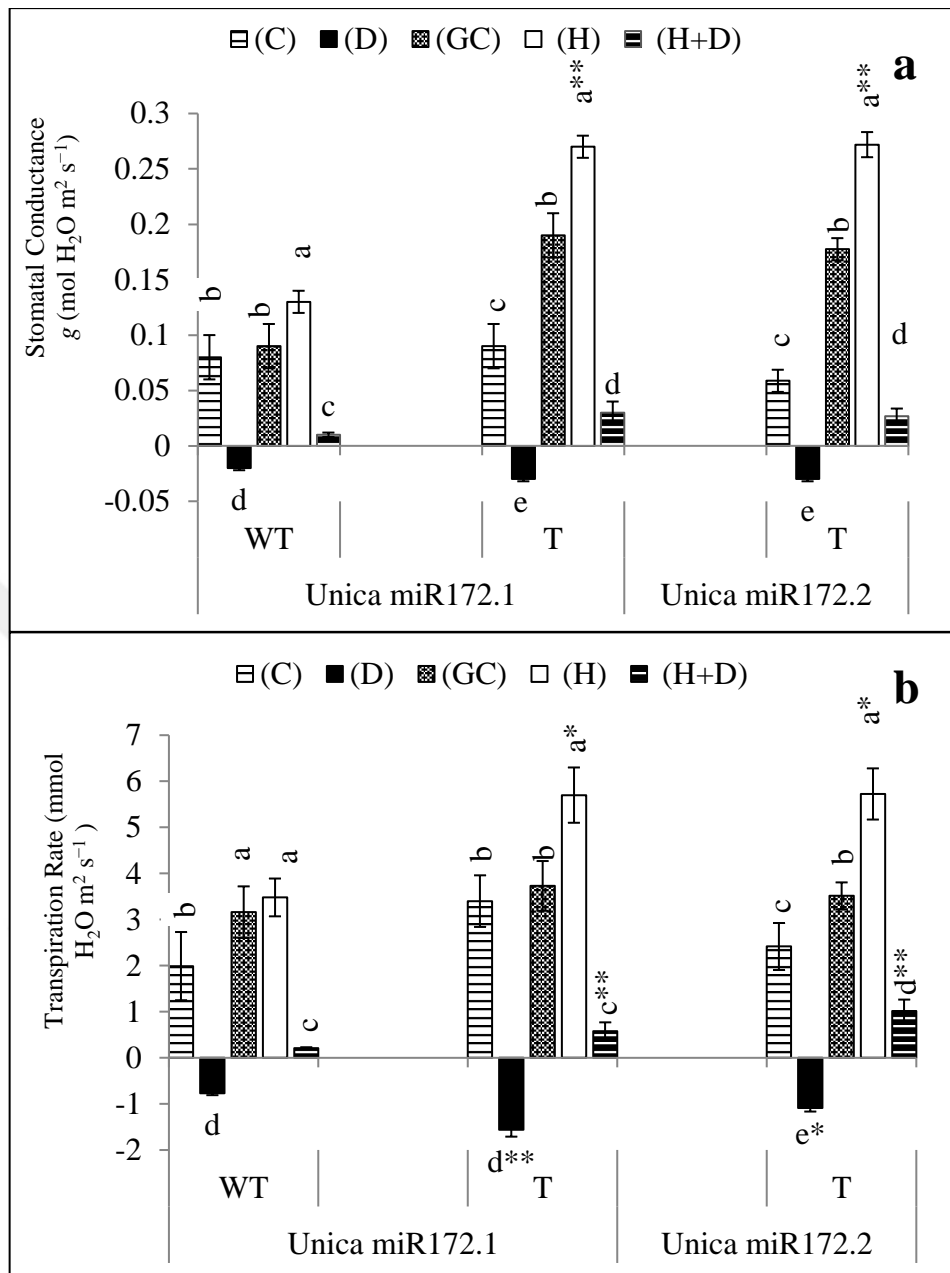 (C) (D) (GC) (H) (H+D)
a
Stomatal Conductance
g (mol H₂O m² s⁻¹)
0.3
0.25
0.2
0.15
0.1
0.05
0
-0.05
b d b a c
c e b a** d
c e b a** d
WT T T
Unica miR172.1 Unica miR172.2
(C) (D) (GC) (H) (H+D)
b
Transpiration Rate (mmol
H₂O m² s⁻¹ )
7
6
5
4
3
2
1
0
-1
-2
b d a a c
b d** b a* c**
c e* b a* d**
WT T T
Unica miR172.1 Unica miR172.2